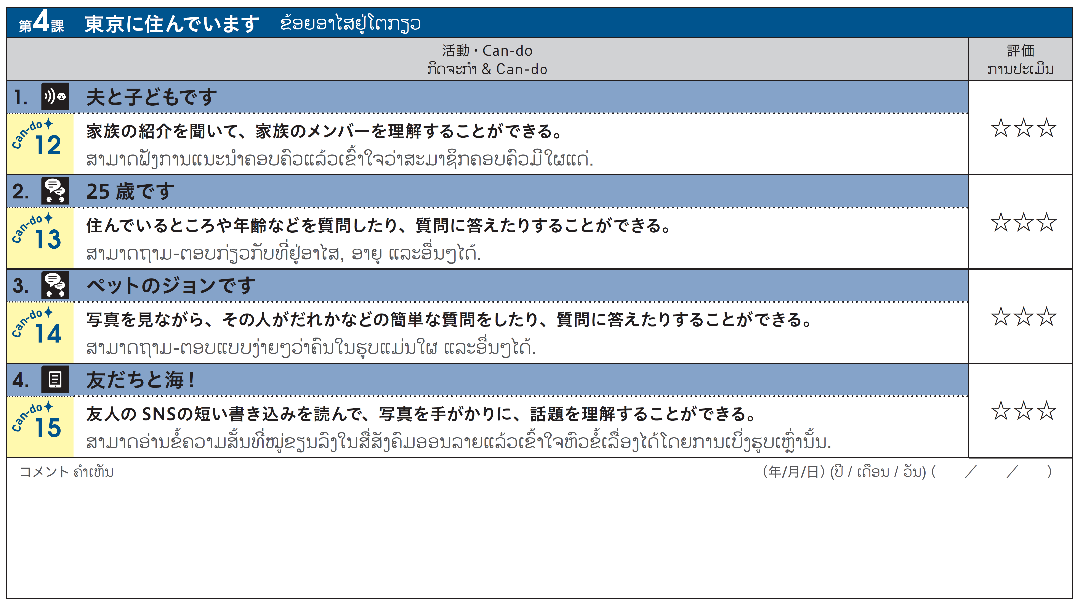 第4課 東京に住んでいます ຂ້ອຍອາໄສຢູ່ໂຕກຽວ
活動・Can-do
ກິດຈະກຳ & Can-do
評価
ການປະເມີນ
1. 夫と子どもです
Can-do 12
家族の紹介を聞いて、家族のメンバーを理解することができる。
ສາມາດຟັງການແນະນຳຄອບຄົວແລ້ວເຂົ້າໃຈວ່າສະມາຊິກຄອບຄົວມີໃຜແດ່.
☆☆☆
2. 25 歳です
Can-do 13
住んでいるところや年齢などを質問したり、質問に答えたりすることができる。
ສາມາດຖາມ-ຕອບກ່ຽວກັບທີ່ຢູ່ອາໄສ, ອາຍຸ ແລະອື່ນໆໄດ້.
☆☆☆
3. ペットのジョンです
Can-do 14
写真を見ながら、その人がだれかなどの簡単な質問をしたり、質問に答えたりすることができる。
ສາມາດຖາມ-ຕອບແບບງ່າຍໆວ່າຄົນໃນຮູບແມ່ນໃຜ ແລະອື່ນໆໄດ້.
☆☆☆
4. 友だちと海！
Can-do 15
友人の SNSの短い書き込みを読んで、写真を手がかりに、話題を理解することができる。
ສາມາດອ່ານຂໍ້ຄວາມສັ້ນທີ່ໝູ່ຂຽນລົງໃນສື່ສັງຄົມອອນລາຍແລ້ວເຂົ້າໃຈຫົວຂໍ້ເລື່ອງໄດ້ໂດຍການເບິ່ງຮູບເຫຼົ່ານັ້ນ.
☆☆☆
コメント ຄຳເຫັນ
（年/月/日）(ປີ / ເດືອນ / ວັນ) (　　／　　／　　)